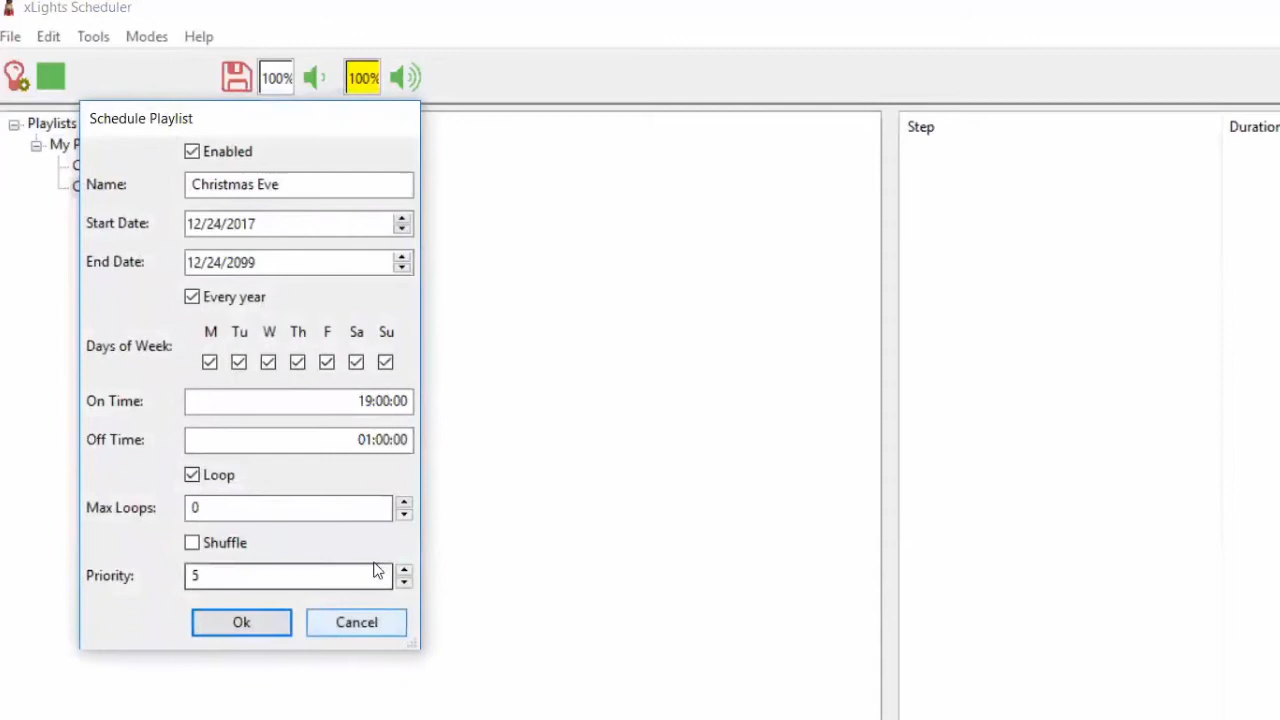 xLights Scheduler
File Edit Tools Modes Help
100% 100%
Playlists
My P
Schedule Playlist
Enabled
Name: Christmas Eve
Start Date: 12/24/2017
End Date: 12/24/2099
Every year
M Tu W Th F Sa Su
Days of Week:
On Time: 19:00:00
Off Time: 01:00:00
Loop
Max Loops: 0
Shuffle
Priority: 5
Ok Cancel
Step Duration